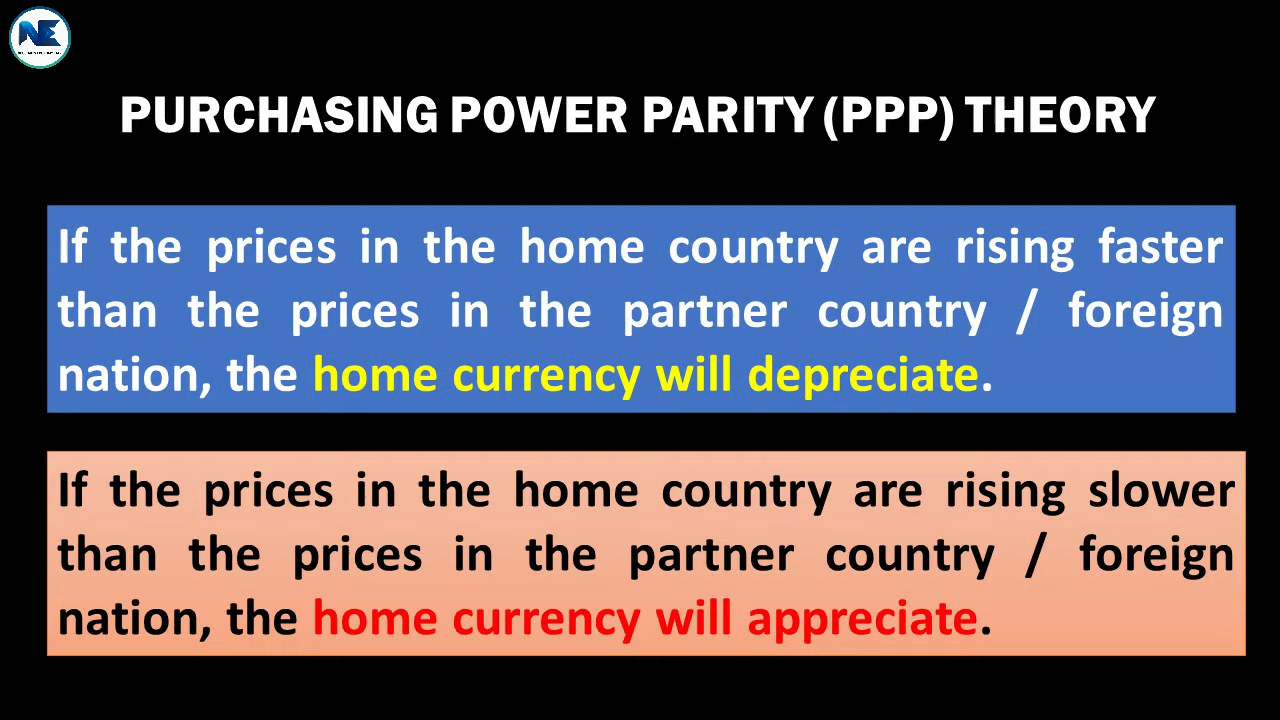 NE
PURCHASING POWER PARITY (PPP) THEORY
If the prices in the home country are rising faster
than the prices in the partner country / foreign
nation, the home currency will depreciate.
If the prices in the home country are rising slower
than the prices in the partner country / foreign
nation, the home currency will appreciate.